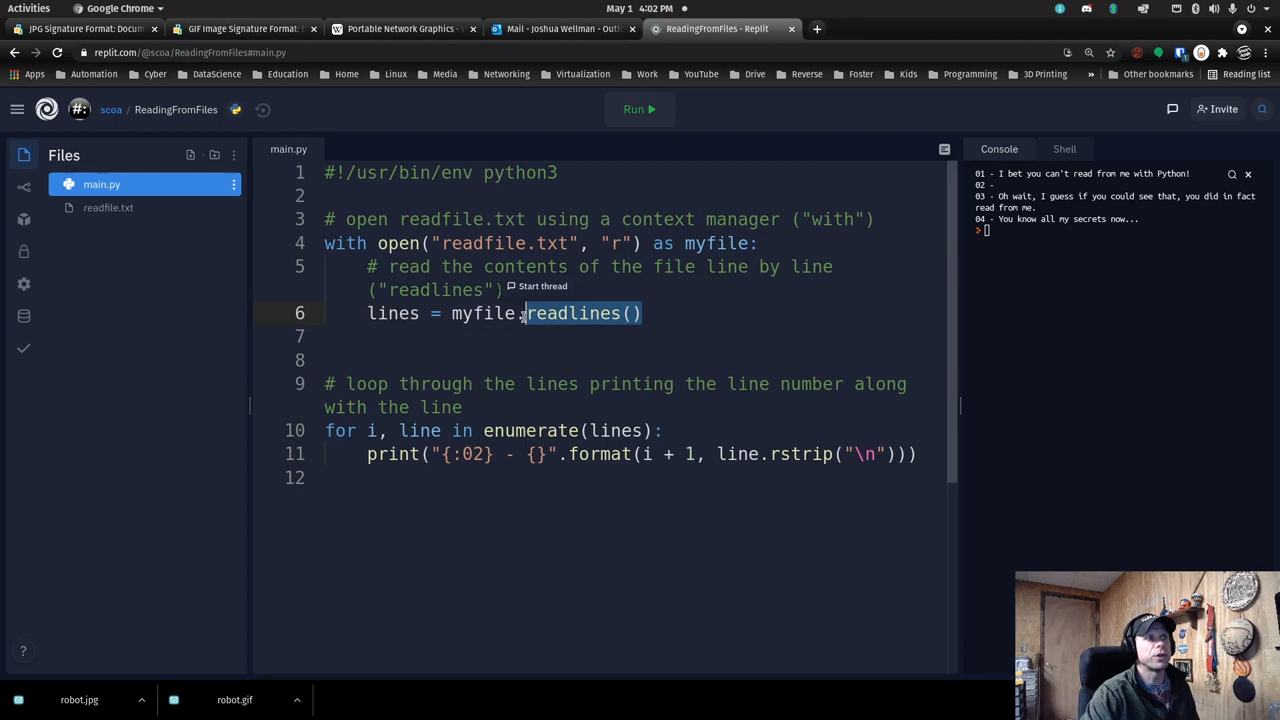 Activities
Google Chrome
May 1 4:02 PM
JPG Signature Format: Docum
GIF Image Signature Format:
Portable Network Graphics -
Mail - Joshua Wellman - Outlo
ReadingFromFiles - Replit
replit.com/@scoa/ReadingFromFiles#main.py
Apps
Automation
Cyber
DataScience
Education
Home
Linux
Media
Networking
Virtualization
Work
YouTube
Drive
Reverse
Foster
Kids
Programming
3D Printing
»
Other bookmarks
Reading list
#:
scoa / ReadingFromFiles
Run
Invite
Files
main.py
readfile.txt
main.py
1 #!/usr/bin/env python3
2
3 # open readfile.txt using a context manager ("with")
4 with open("readfile.txt", "r") as myfile:
5 # read the contents of the file line by line
("readlines")
Start thread
6 lines = myfile.readlines()
7
8
9 # loop through the lines printing the line number along
with the line
10 for i, line in enumerate(lines):
11 print("{:02} - {}".format(i + 1, line.rstrip("\n")))
12
Console
Shell
01 - I bet you can't read from me with Python!
02 -
03 - Oh wait, I guess if you could see that, you did in fact
read from me.
04 - You know all my secrets now...
>
?
robot.jpg
robot.gif